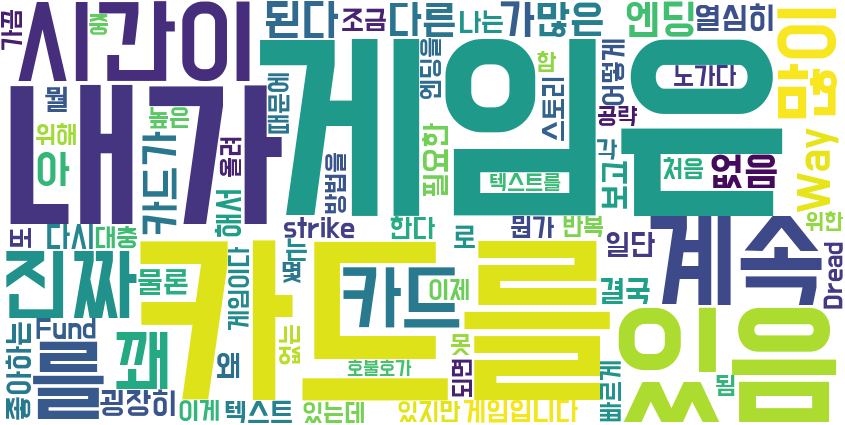 가끔
중
시간이
된다
조금
다른
나는
가
많은
엔딩
열심히
맘이
뭘
내가
게임은
때문에
엔딩을
함
스토리
어떻게
노가다
위해
높은
아
카드가
올려
방법을
필요한
텍스트를
공략
각
보고
처음
없음
Way
해서
또
다시
대충
strike
한다
로
뭔가
반복
일단
계속
위한
Dread
진짜
물론
게임이다
몇
는
카드를
카드
이제
결국
있음
좋아하는
Fund
를
꽤
왜
없는
호불호가
못
되면
빠르게
됨
굉장히
이게
텍스트
있는데
있지만
게임입니다